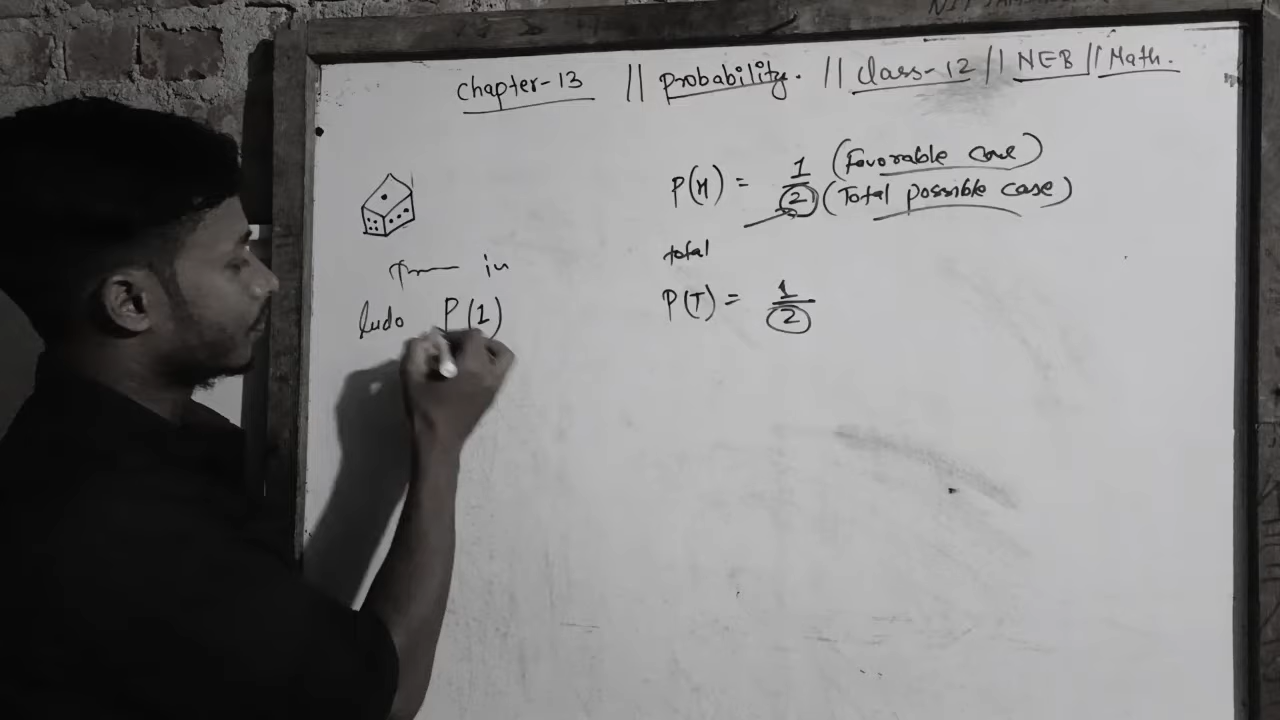 chapter-13 || probability. || class-12 || NEB || Math.
P(H) = 1/2 (Favorable case) (Total possible case)
total
P(T) = 1/2
in
ludo P(1)